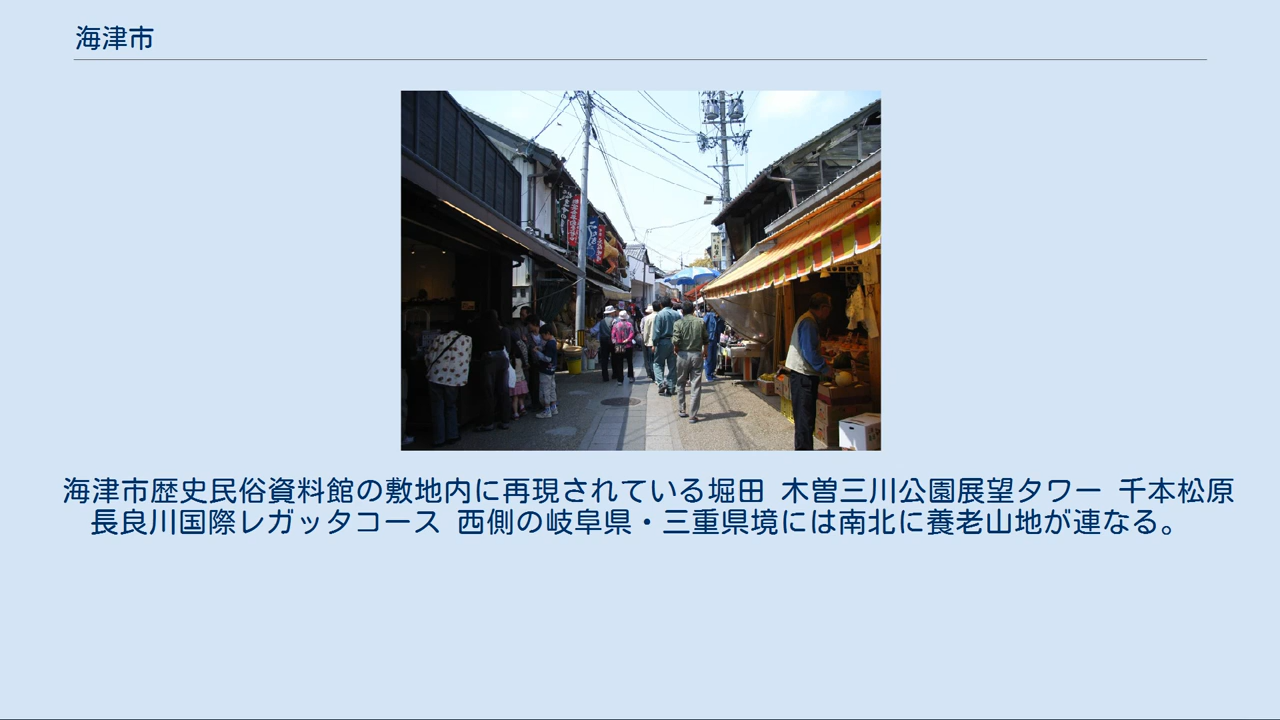 海津市
海津市歴史民俗資料館の敷地内に再現されている堀田 木曽三川公園展望タワー 千本松原
長良川国際レガッタコース 西側の岐阜県・三重県境には南北に養老山地が連なる。